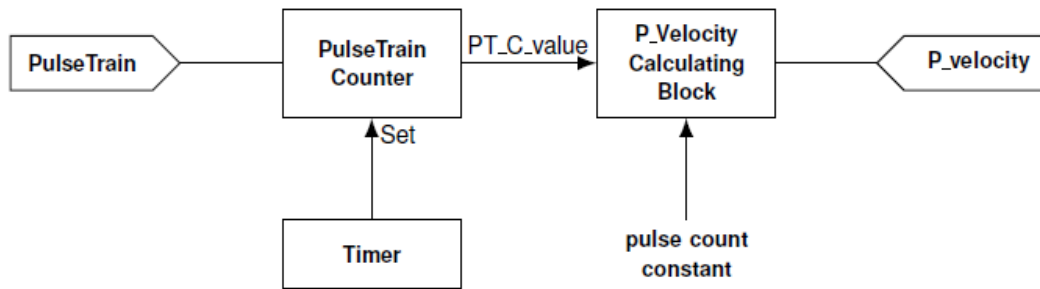 PulseTrain
PulseTrain
Counter
PT_C_value
P_Velocity
Calculating
Block
P_velocity
Set
Timer
pulse count
constant